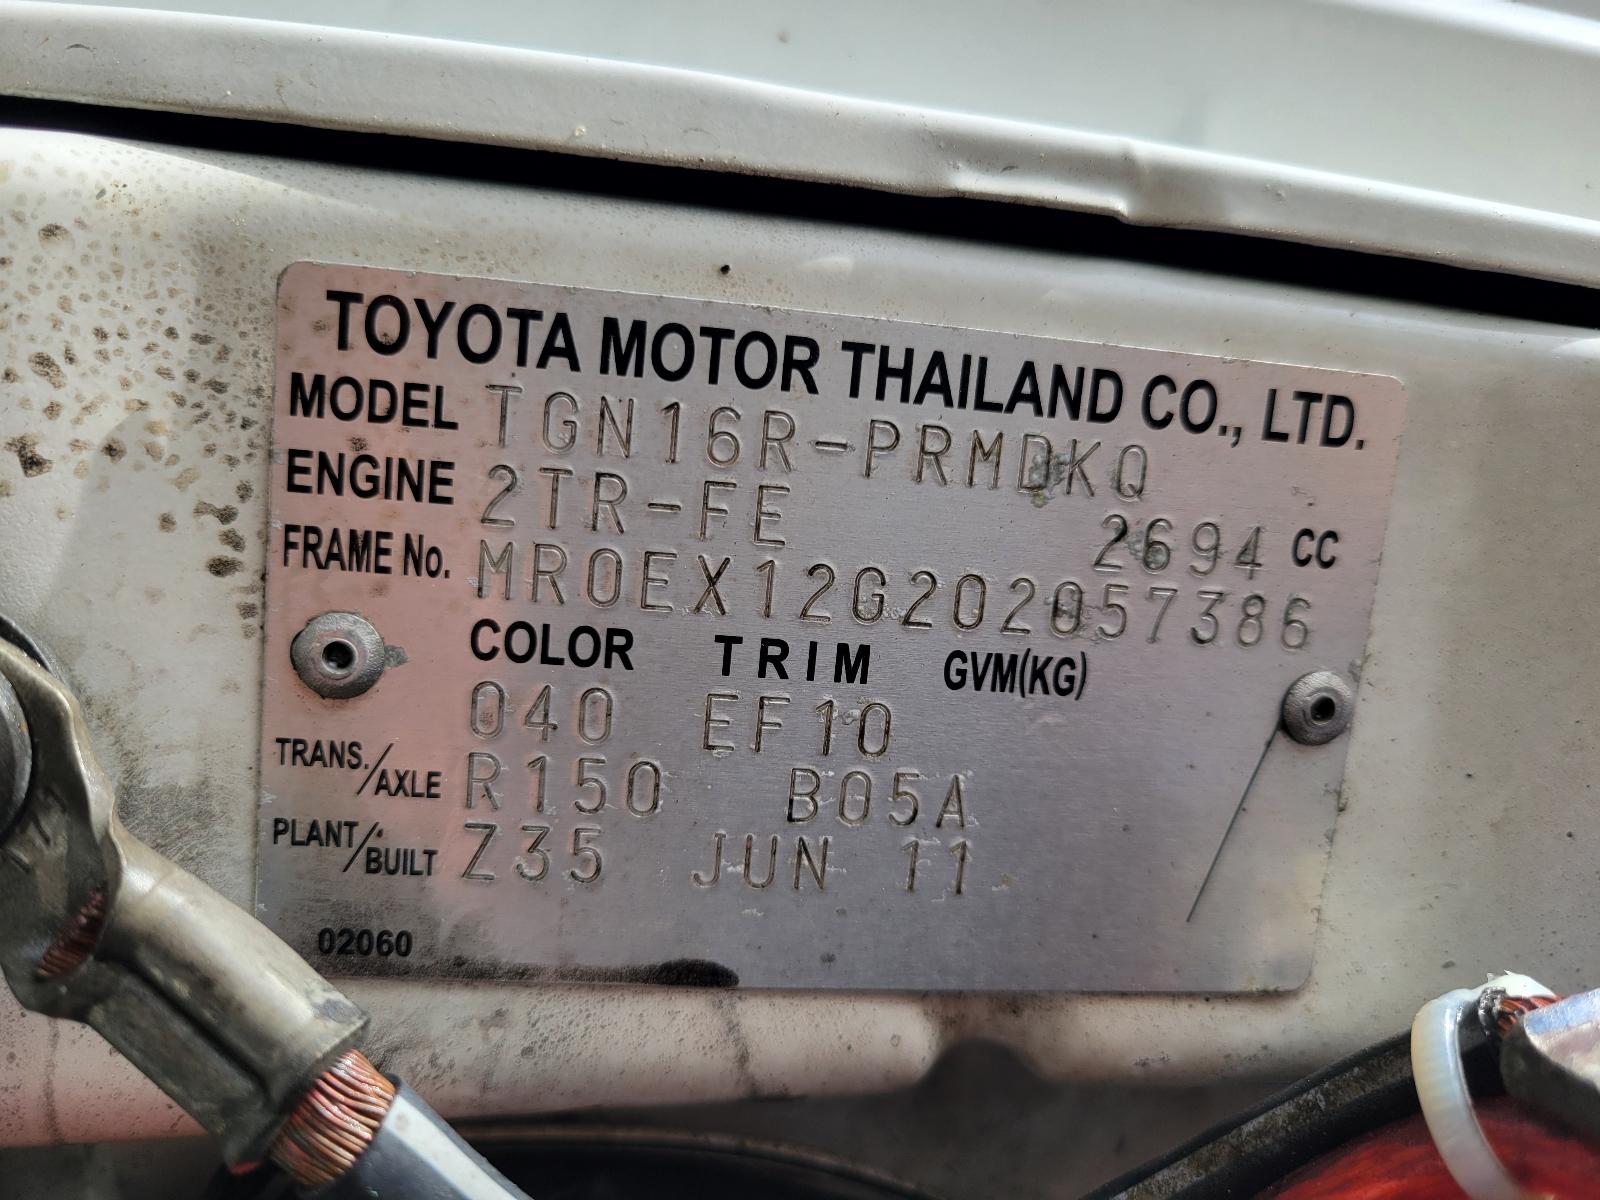 TOYOTA MOTOR THAILAND CO., LTD.
MODEL TGN16R-PRMDKQ
ENGINE 2TR-FE 2694 CC
FRAME No. MR0EX12G202057386
COLOR TRIM GVM(KG)
040 EF10
TRANS./AXLE R150 B05A
PLANT/BUILT Z35 JUN 11
02060